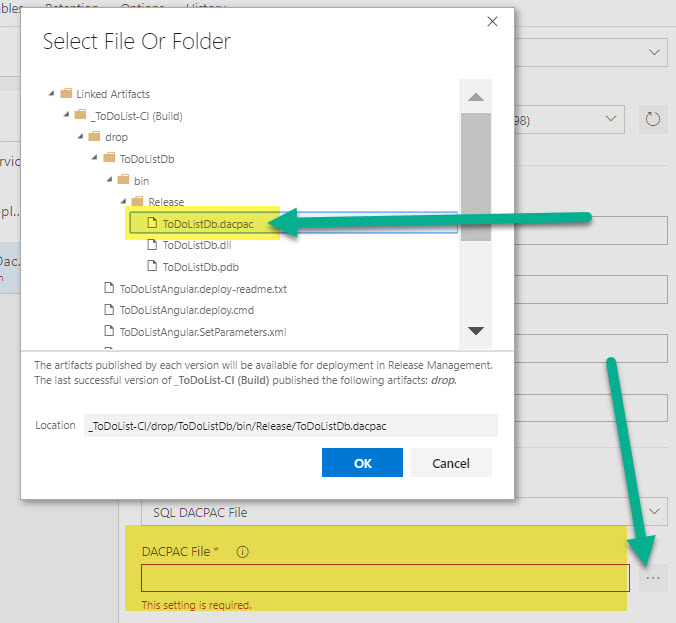 Retention
Options
History
Select File Or Folder
Linked Artifacts
_ToDoList-CI (Build)
drop
ToDoListDb
bin
Release
ToDoListDb.dacpac
ToDoListDb.dll
ToDoListDb.pdb
ToDoListAngular.deploy-readme.txt
ToDoListAngular.deploy.cmd
ToDoListAngular.SetParameters.xml
The artifacts published by each version will be available for deployment in Release Management.
The last successful version of _ToDoList-CI (Build) published the following artifacts: drop.
Location _ToDoList-CI/drop/ToDoListDb/bin/Release/ToDoListDb.dacpac
OK Cancel
98)
SQL DACPAC File
DACPAC File *
This setting is required.